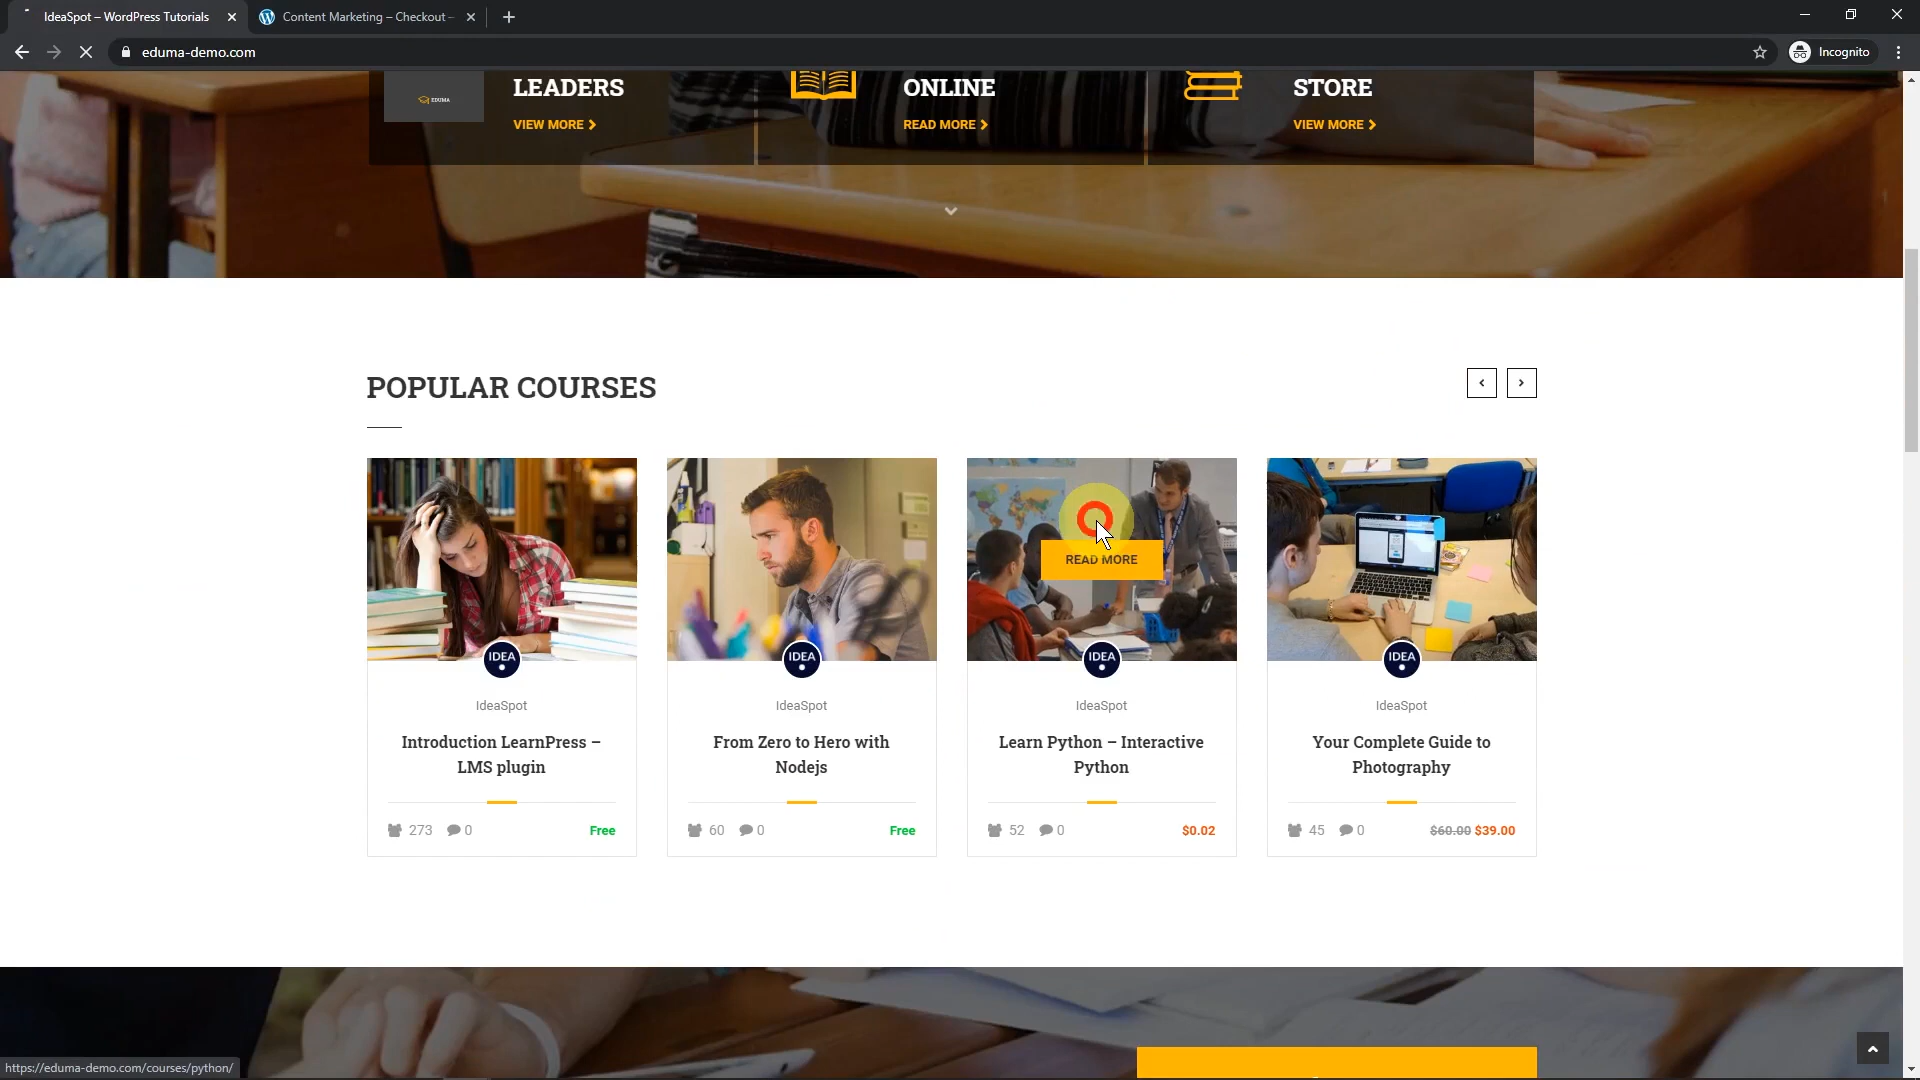 IdeaSpot – WordPress Tutorials
Content Marketing – Checkout –
eduma-demo.com
Incognito
EDUMA
LEADERS
VIEW MORE
ONLINE
READ MORE
STORE
VIEW MORE
POPULAR COURSES
READ MORE
IDEA
IDEA
IDEA
IDEA
IdeaSpot
IdeaSpot
IdeaSpot
IdeaSpot
Introduction LearnPress –
LMS plugin
From Zero to Hero with
Nodejs
Learn Python – Interactive
Python
Your Complete Guide to
Photography
273 0 Free
60 0 Free
52 0 $0.02
45 0 $60.00 $39.00
https://eduma-demo.com/courses/python/